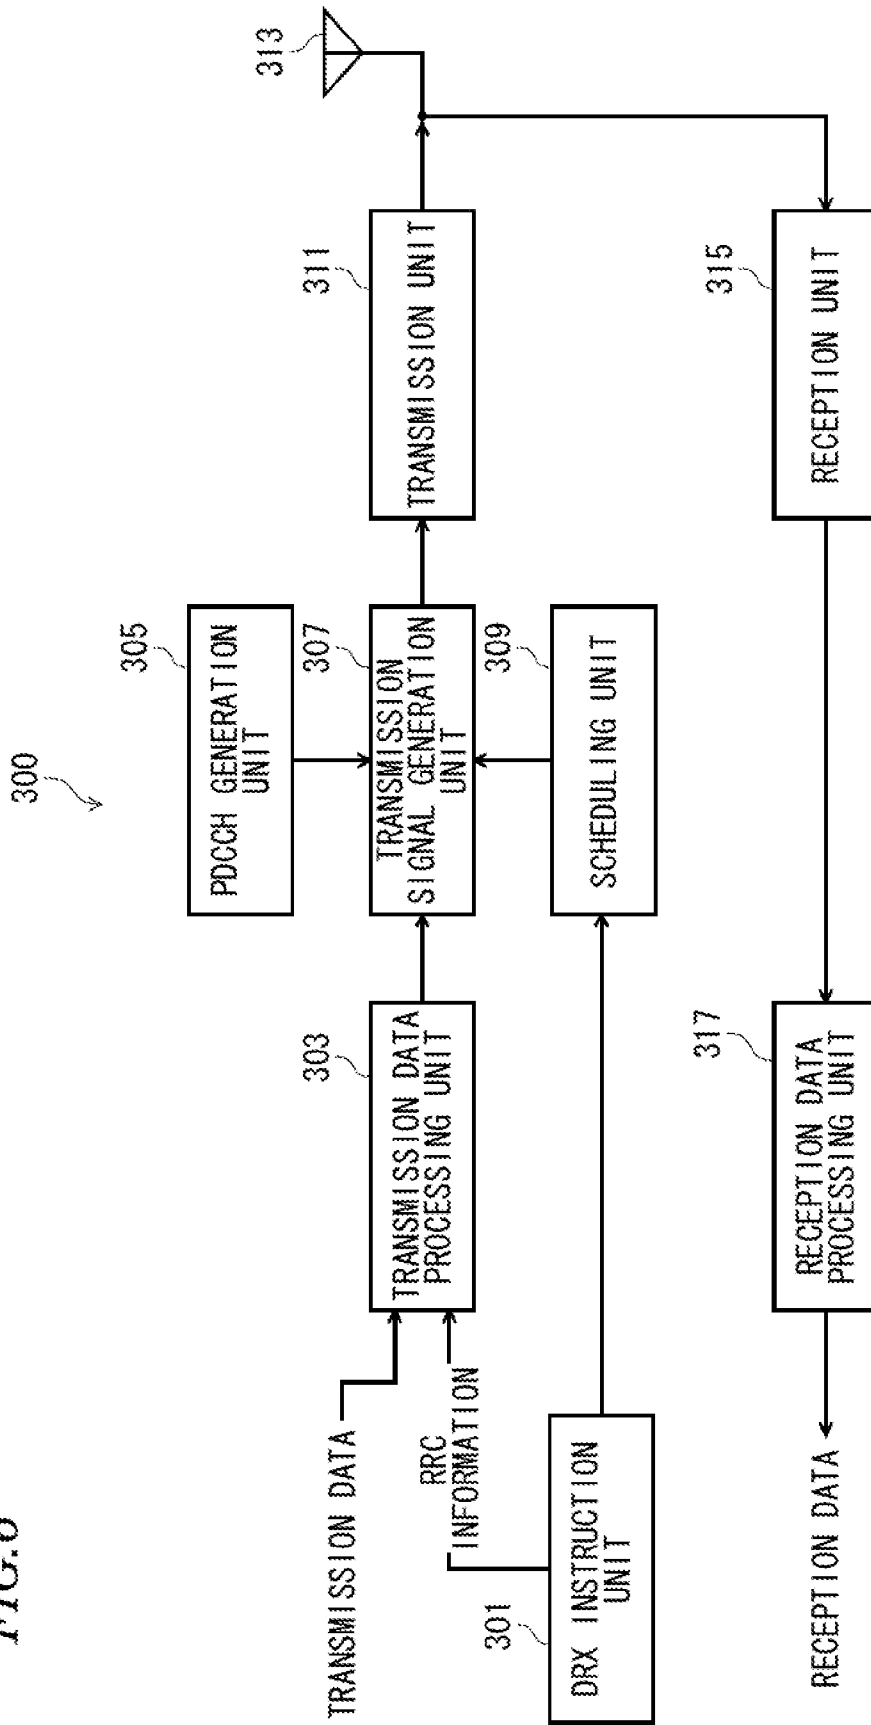 FIG.6
300
305
PDCCH GENERATION
UNIT
303
TRANSMISSION DATA
PROCESSING UNIT
307
TRANSMISSION
SIGNAL GENERATION
UNIT
311
TRANSMISSION UNIT
313
TRANSMISSION DATA
RRC
INFORMATION
301
DRX INSTRUCTION
UNIT
309
SCHEDULING UNIT
317
RECEPTION DATA
PROCESSING UNIT
315
RECEPTION UNIT
RECEPTION DATA